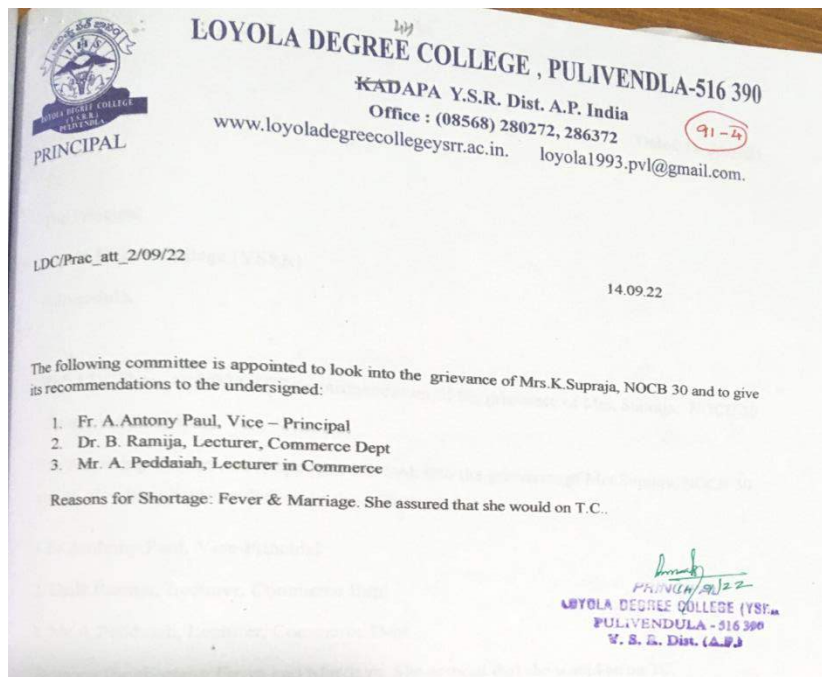 LOYOLA DEGREE COLLEGE , PULIVENDLA-516 390
KADAPA Y.S.R. Dist. A.P. India
Office : (08568) 280272, 286372
91-4
www.loyoladegreecollegeysrr.ac.in. loyola1993.pvl@gmail.com.
LOYOLA DEGREE COLLEGE
(Y.S.R.R.)
PULIVENDLA
PRINCIPAL
LDC/Prac_att_2/09/22
14.09.22
The following committee is appointed to look into the grievance of Mrs.K.Supraja, NOCB 30 and to give
its recommendations to the undersigned:
1. Fr. A.Antony Paul, Vice – Principal
2. Dr. B. Ramija, Lecturer, Commerce Dept
3. Mr. A. Peddaiah, Lecturer in Commerce
Reasons for Shortage: Fever & Marriage. She assured that she would on T.C..
LOYOLA DEGREE COLLEGE (YSR
PULIVENDULA - 516 390
Y. S. R. Dist. (A.P.)